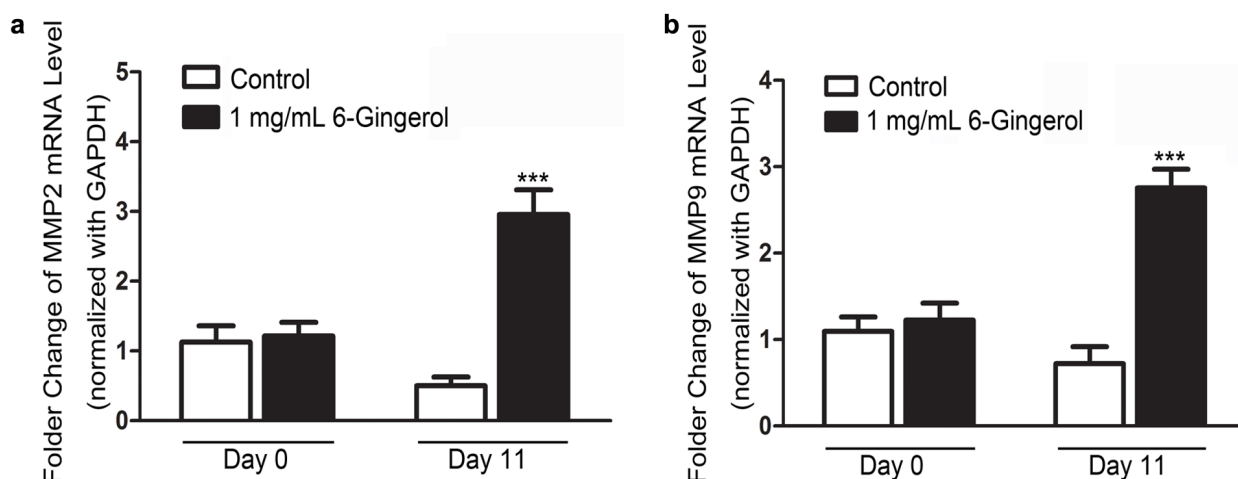 a
Folder Change of MMP2 mRNA Level
(normalized with GAPDH)
5
4
3
2
1
0
Control
1 mg/mL 6-Gingerol
***
Day 0
Day 11
b
Folder Change of MMP9 mRNA Level
(normalized with GAPDH)
4
3
2
1
0
Control
1 mg/mL 6-Gingerol
***
Day 0
Day 11